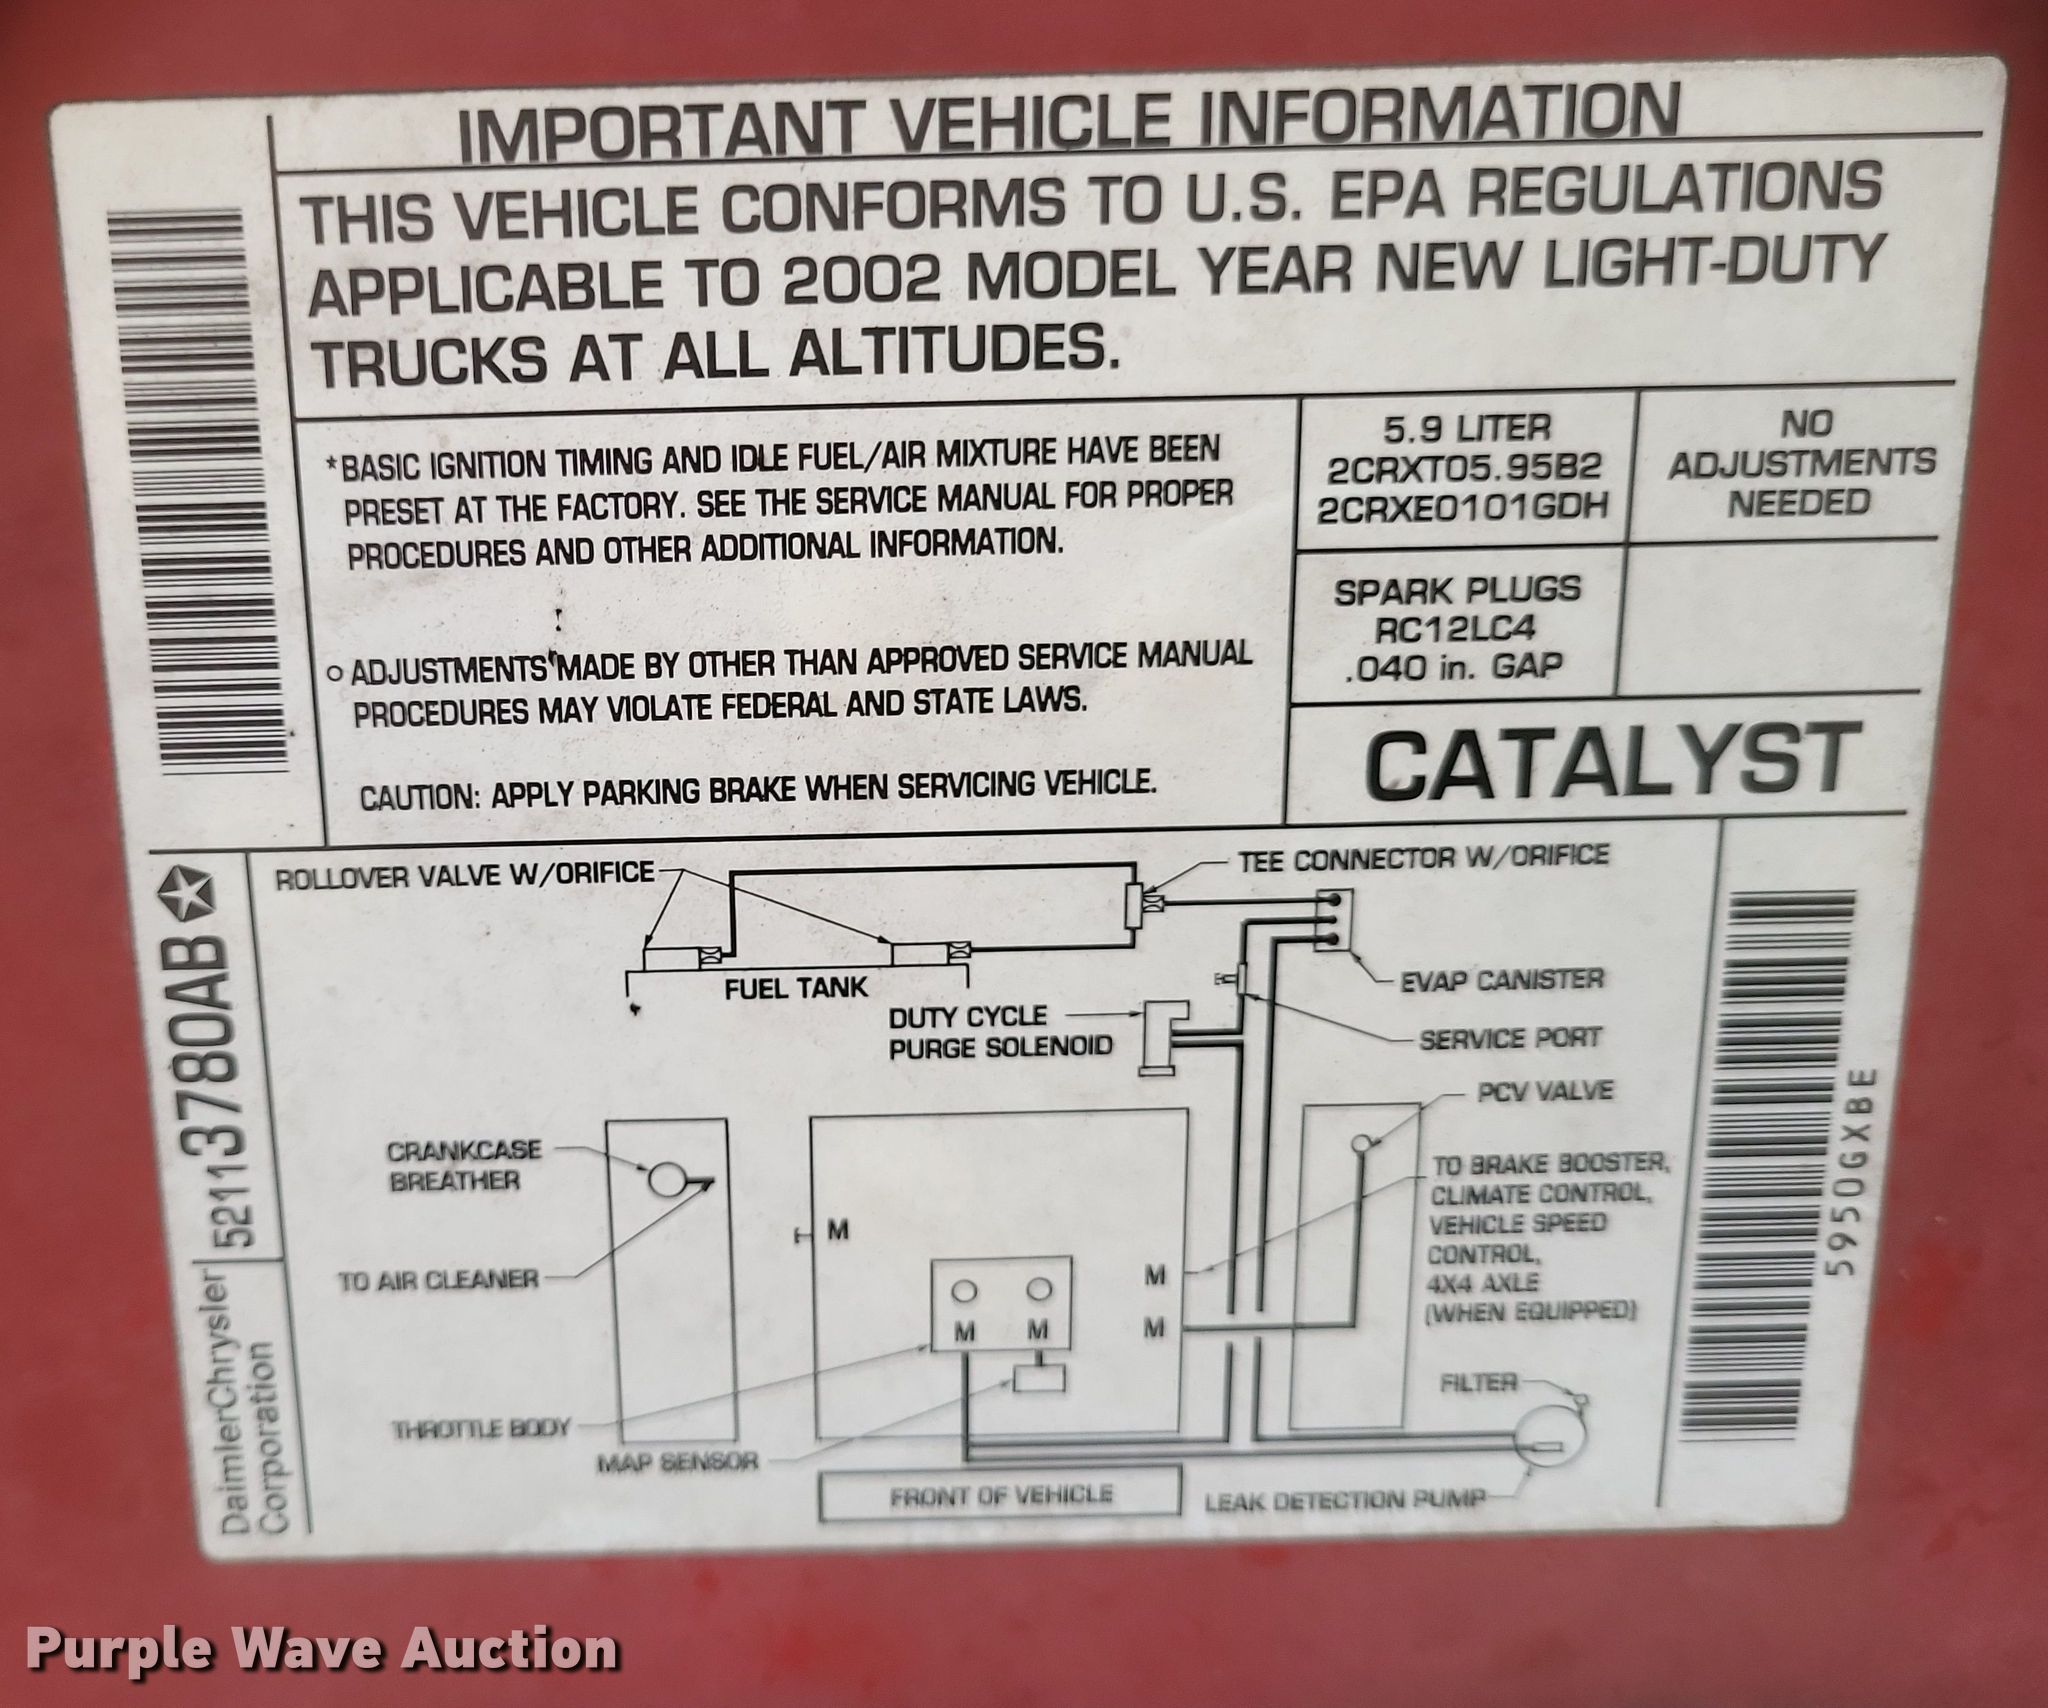 IMPORTANT VEHICLE INFORMATION
THIS VEHICLE CONFORMS TO U.S. EPA REGULATIONS
APPLICABLE TO 2002 MODEL YEAR NEW LIGHT-DUTY
TRUCKS AT ALL ALTITUDES.
*BASIC IGNITION TIMING AND IDLE FUEL/AIR MIXTURE HAVE BEEN
PRESET AT THE FACTORY. SEE THE SERVICE MANUAL FOR PROPER
PROCEDURES AND OTHER ADDITIONAL INFORMATION.
○ ADJUSTMENTS MADE BY OTHER THAN APPROVED SERVICE MANUAL
PROCEDURES MAY VIOLATE FEDERAL AND STATE LAWS.
CAUTION: APPLY PARKING BRAKE WHEN SERVICING VEHICLE.
5.9 LITER
2CRXT05.95B2
2CRXE0101GDH
NO
ADJUSTMENTS
NEEDED
SPARK PLUGS
RC12LC4
.040 in. GAP
CATALYST
ROLLOVER VALVE W/ORIFICE
TEE CONNECTOR W/ORIFICE
FUEL TANK
EVAP CANISTER
DUTY CYCLE
PURGE SOLENOID
SERVICE PORT
PCV VALVE
CRANKCASE
BREATHER
TO BRAKE BOOSTER,
CLIMATE CONTROL,
VEHICLE SPEED
CONTROL,
4X4 AXLE
(WHEN EQUIPPED)
M
TO AIR CLEANER
M
M M
M
FILTER
THROTTLE BODY
MAP SENSOR
FRONT OF VEHICLE
LEAK DETECTION PUMP
DaimlerChrysler
Corporation
52113780AB
5950GXBE
Purple Wave Auction